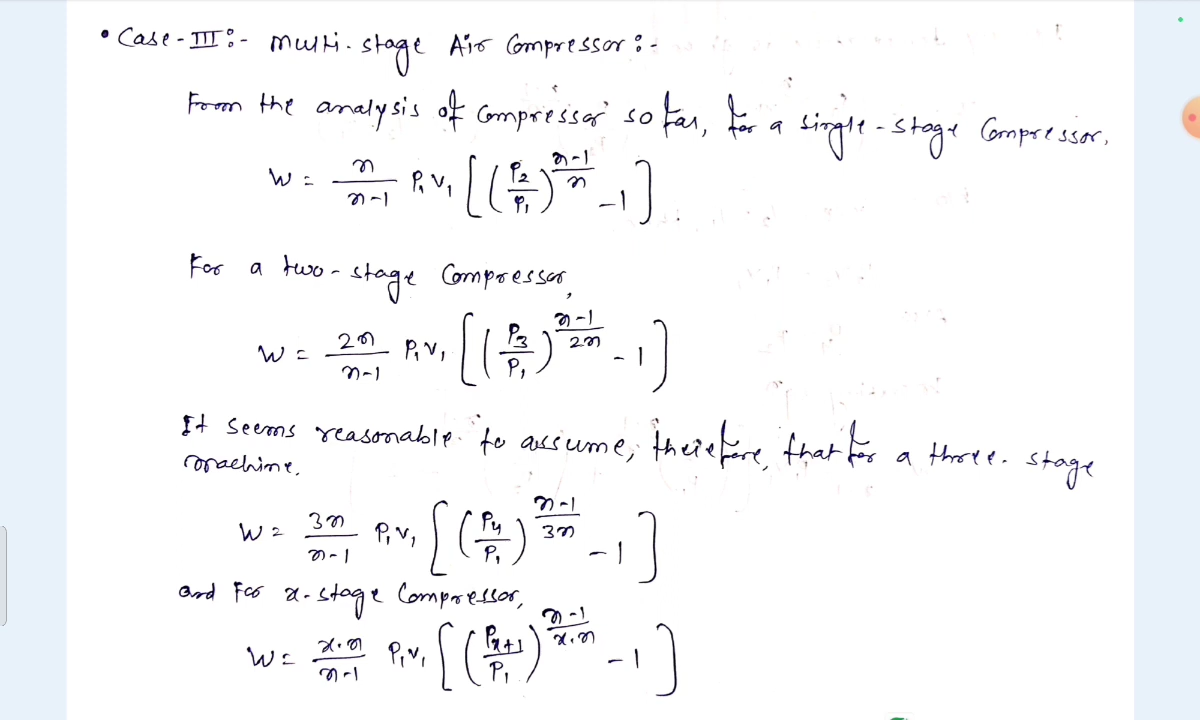 • Case-III :- Multi-stage Air Compressor :-
From the analysis of Compressor so far, for a single-stage Compressor,
W = n/(n-1) P₁V₁ [(P₂/P₁)^((n-1)/n) - 1]
For a two-stage Compressor,
W = 2n/(n-1) P₁V₁ [(P₃/P₁)^((n-1)/2n) - 1]
It seems reasonable to assume, therefore, that for a three-stage
machine,
W = 3n/(n-1) P₁V₁ [(P₄/P₁)^((n-1)/3n) - 1]
and for x-stage Compressor,
W = x.n/(n-1) P₁V₁ [(Pₓ₊₁/P₁)^((n-1)/x.n) - 1]